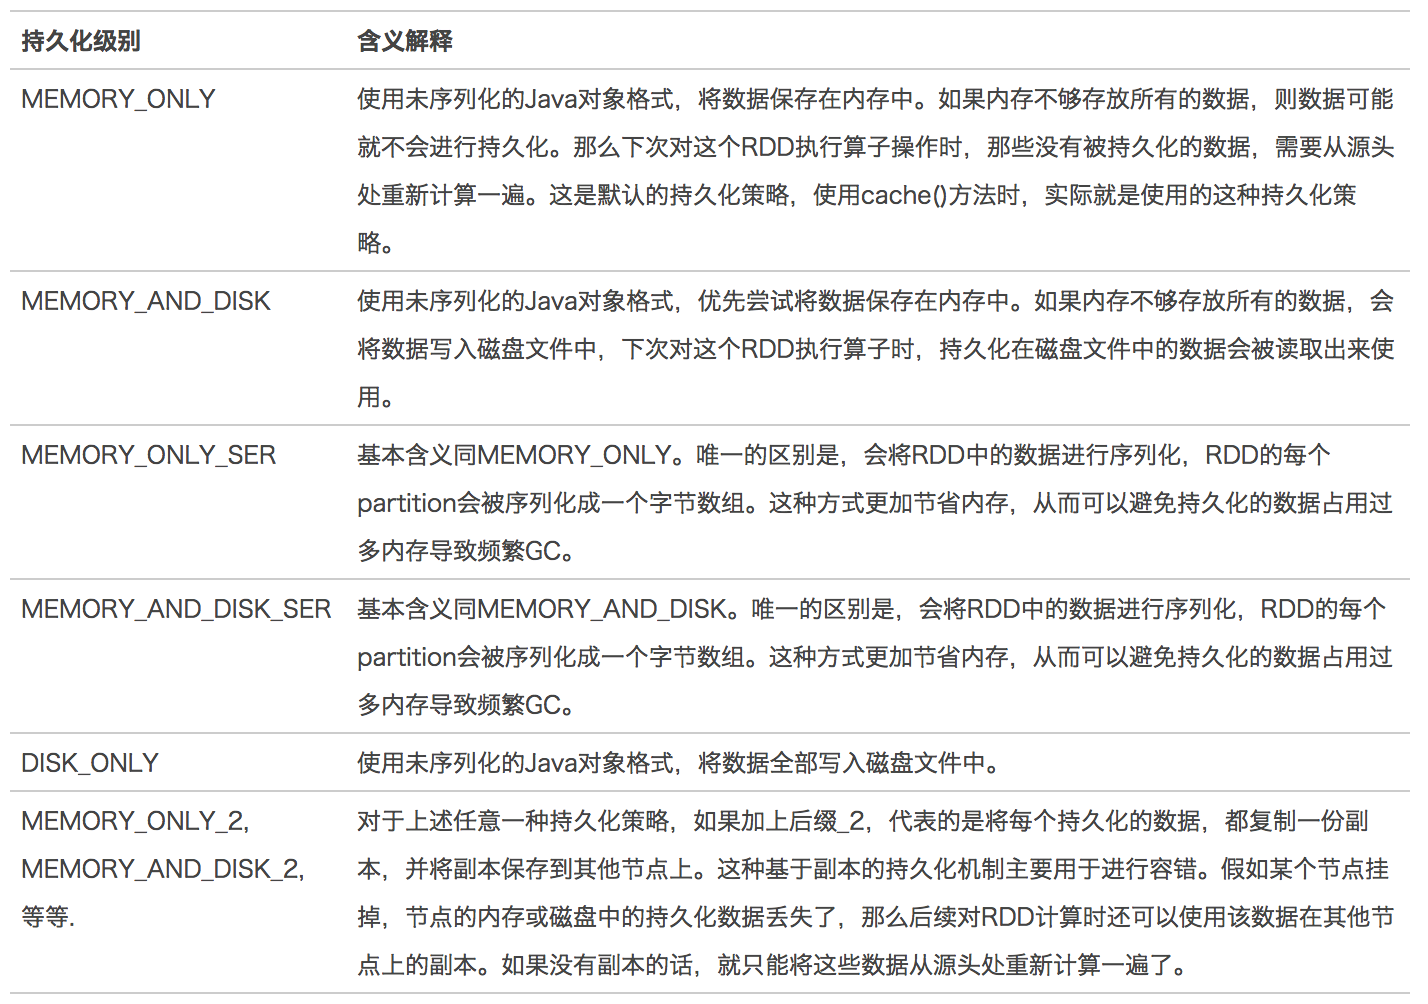 持久化级别 含义解释
MEMORY_ONLY 使用未序列化的Java对象格式，将数据保存在内存中。如果内存不够存放所有的数据，则数据可能
就不会进行持久化。那么下次对这个RDD执行算子操作时，那些没有被持久化的数据，需要从源头
处重新计算一遍。这是默认的持久化策略，使用cache()方法时，实际就是使用的这种持久化策
略。
MEMORY_AND_DISK 使用未序列化的Java对象格式，优先尝试将数据保存在内存中。如果内存不够存放所有的数据，会
将数据写入磁盘文件中，下次对这个RDD执行算子时，持久化在磁盘文件中的数据会被读取出来使
用。
MEMORY_ONLY_SER 基本含义同MEMORY_ONLY。唯一的区别是，会将RDD中的数据进行序列化，RDD的每个
partition会被序列化成一个字节数组。这种方式更加节省内存，从而可以避免持久化的数据占用过
多内存导致频繁GC。
MEMORY_AND_DISK_SER 基本含义同MEMORY_AND_DISK。唯一的区别是，会将RDD中的数据进行序列化，RDD的每个
partition会被序列化成一个字节数组。这种方式更加节省内存，从而可以避免持久化的数据占用过
多内存导致频繁GC。
DISK_ONLY 使用未序列化的Java对象格式，将数据全部写入磁盘文件中。
MEMORY_ONLY_2, 对于上述任意一种持久化策略，如果加上后缀_2，代表的是将每个持久化的数据，都复制一份副
MEMORY_AND_DISK_2, 本，并将副本保存到其他节点上。这种基于副本的持久化机制主要用于进行容错。假如某个节点挂
等等. 掉，节点的内存或磁盘中的持久化数据丢失了，那么后续对RDD计算时还可以使用该数据在其他节
点上的副本。如果没有副本的话，就只能将这些数据从源头处重新计算一遍了。